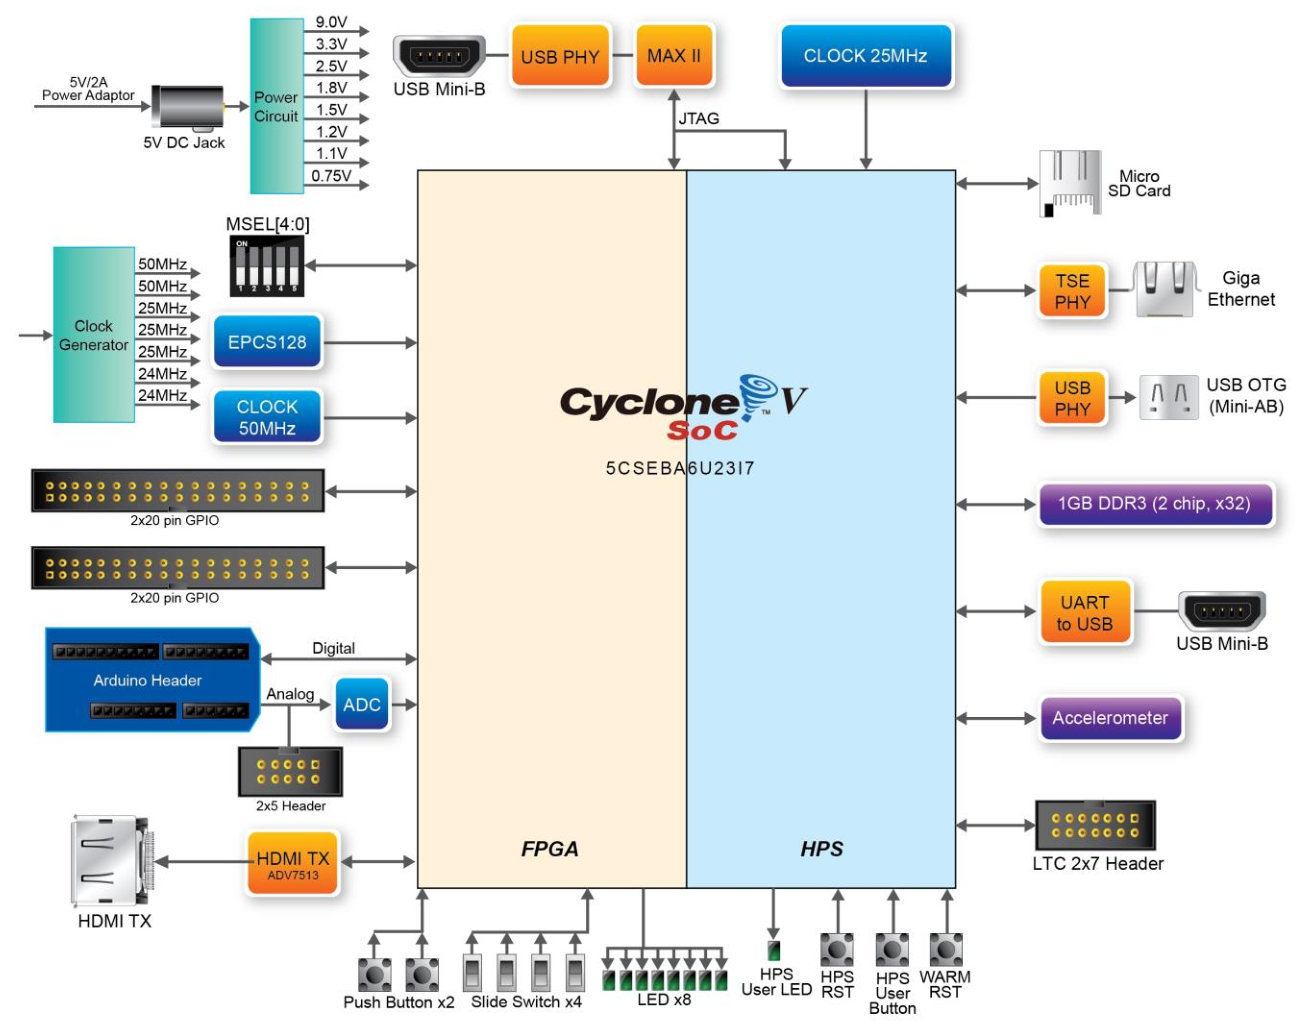 5V/2A
Power Adaptor
5V DC Jack
Power
Circuit
9.0V
3.3V
2.5V
1.8V
1.5V
1.2V
1.1V
0.75V
USB Mini-B
USB PHY
MAX II
JTAG
CLOCK 25MHz
Micro
SD Card
MSEL[4:0]
ON
1 2 3 4 5
Clock
Generator
50MHz
50MHz
25MHz
25MHz
25MHz
24MHz
24MHz
EPCS128
CLOCK
50MHz
TSE
PHY
Giga
Ethernet
USB
PHY
USB OTG
(Mini-AB)
Cyclone V
TM
SoC
5CSEBA6U23I7
2x20 pin GPIO
2x20 pin GPIO
1GB DDR3 (2 chip, x32)
UART
to USB
USB Mini-B
Arduino Header
Digital
Analog
ADC
2x5 Header
Accelerometer
HDMI TX
HDMI TX
ADV7513
FPGA
HPS
LTC 2x7 Header
Push Button x2
Slide Switch x4
LED x8
HPS
User LED
HPS
RST
HPS
User
Button
WARM
RST